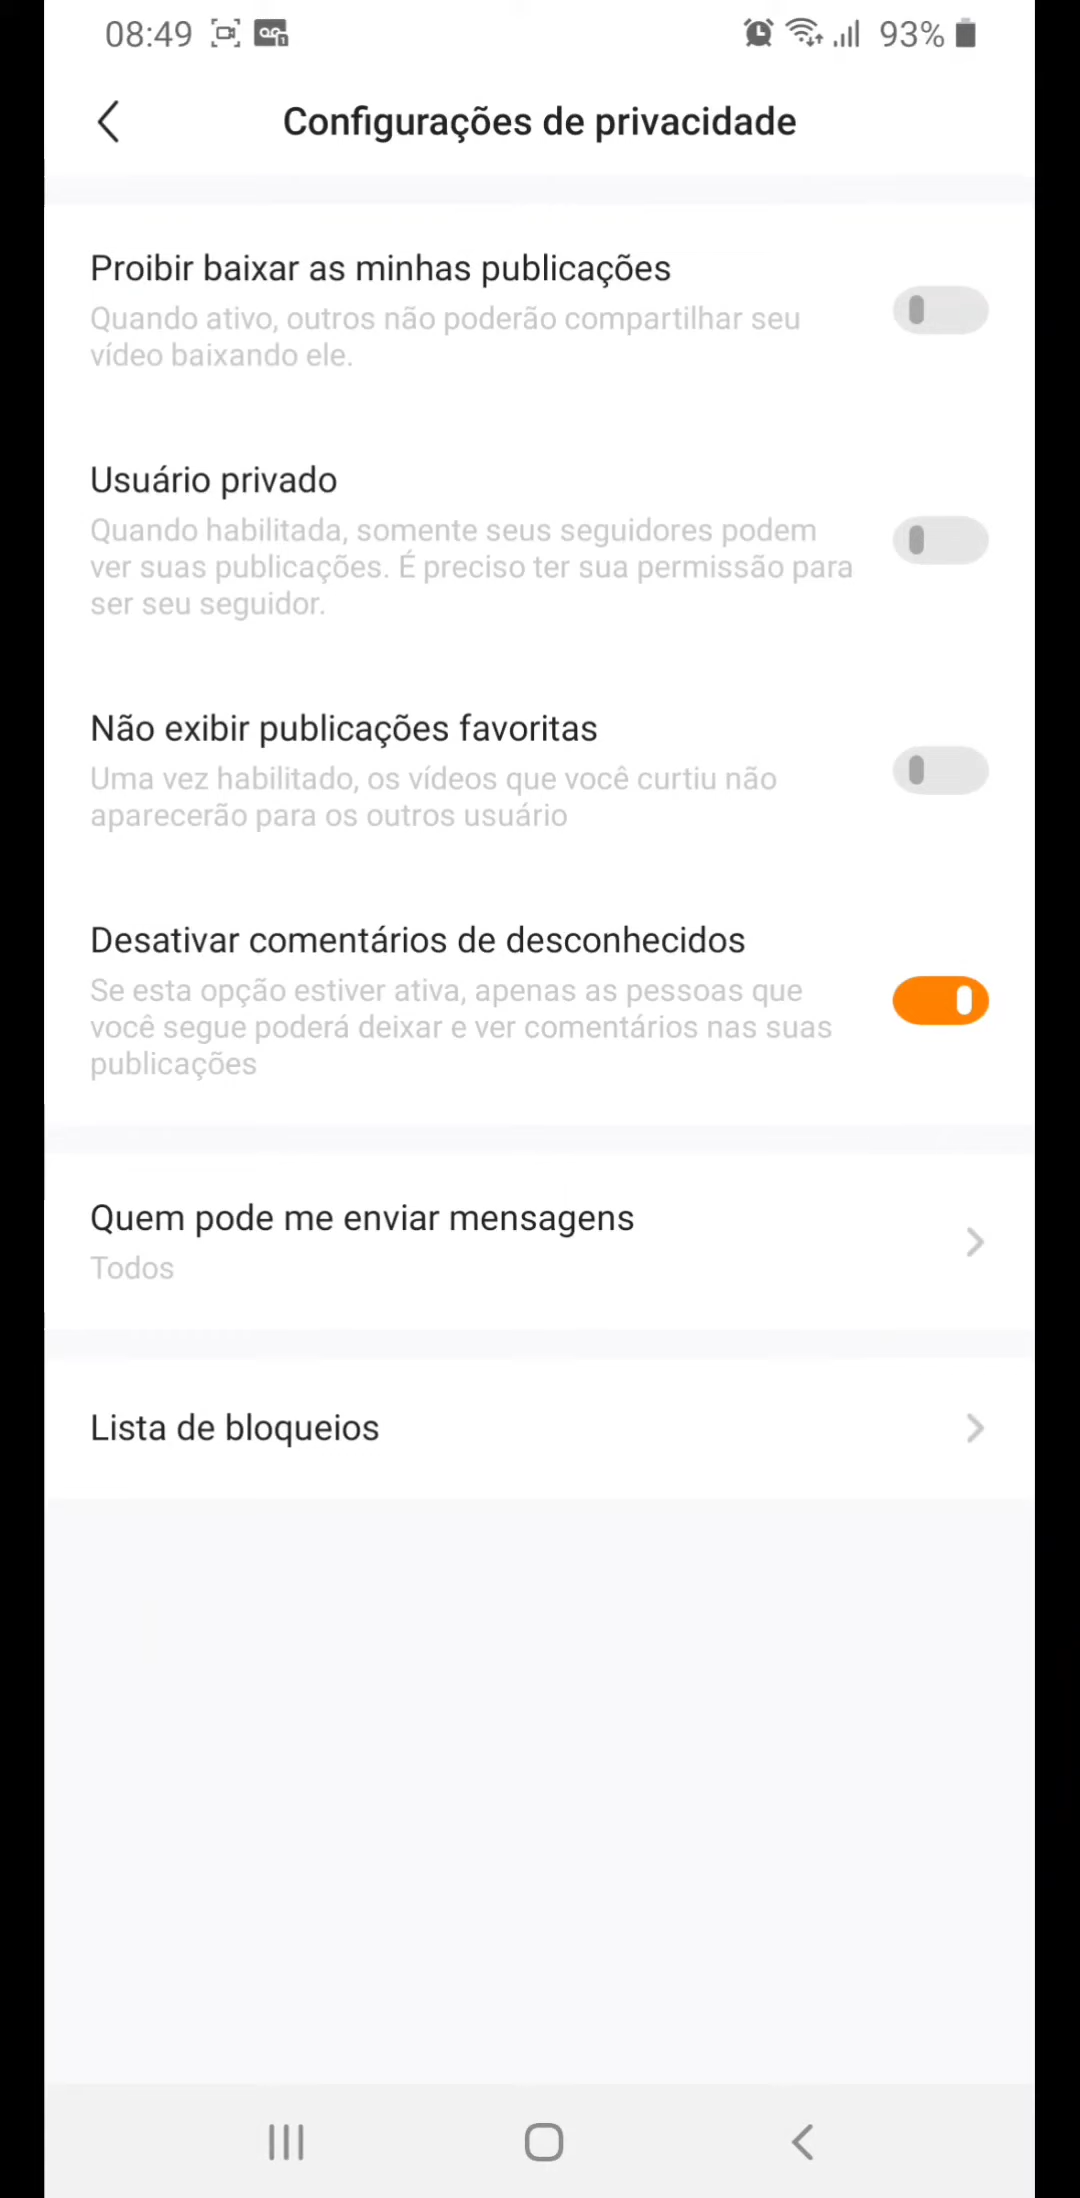 08:49
93%
Configurações de privacidade
Proibir baixar as minhas publicações
Quando ativo, outros não poderão compartilhar seu
vídeo baixando ele.
Usuário privado
Quando habilitada, somente seus seguidores podem
ver suas publicações. É preciso ter sua permissão para
ser seu seguidor.
Não exibir publicações favoritas
Uma vez habilitado, os vídeos que você curtiu não
aparecerão para os outros usuário
Desativar comentários de desconhecidos
Se esta opção estiver ativa, apenas as pessoas que
você segue poderá deixar e ver comentários nas suas
publicações
Quem pode me enviar mensagens
Todos
Lista de bloqueios